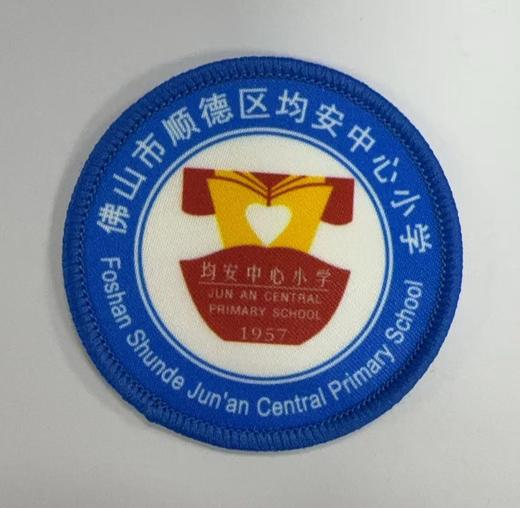 佛山市顺德区均安中心小学
均安中心小学
JUN AN CENTRAL
PRIMARY SCHOOL
1957
Foshan Shunde Jun'an Central Primary School